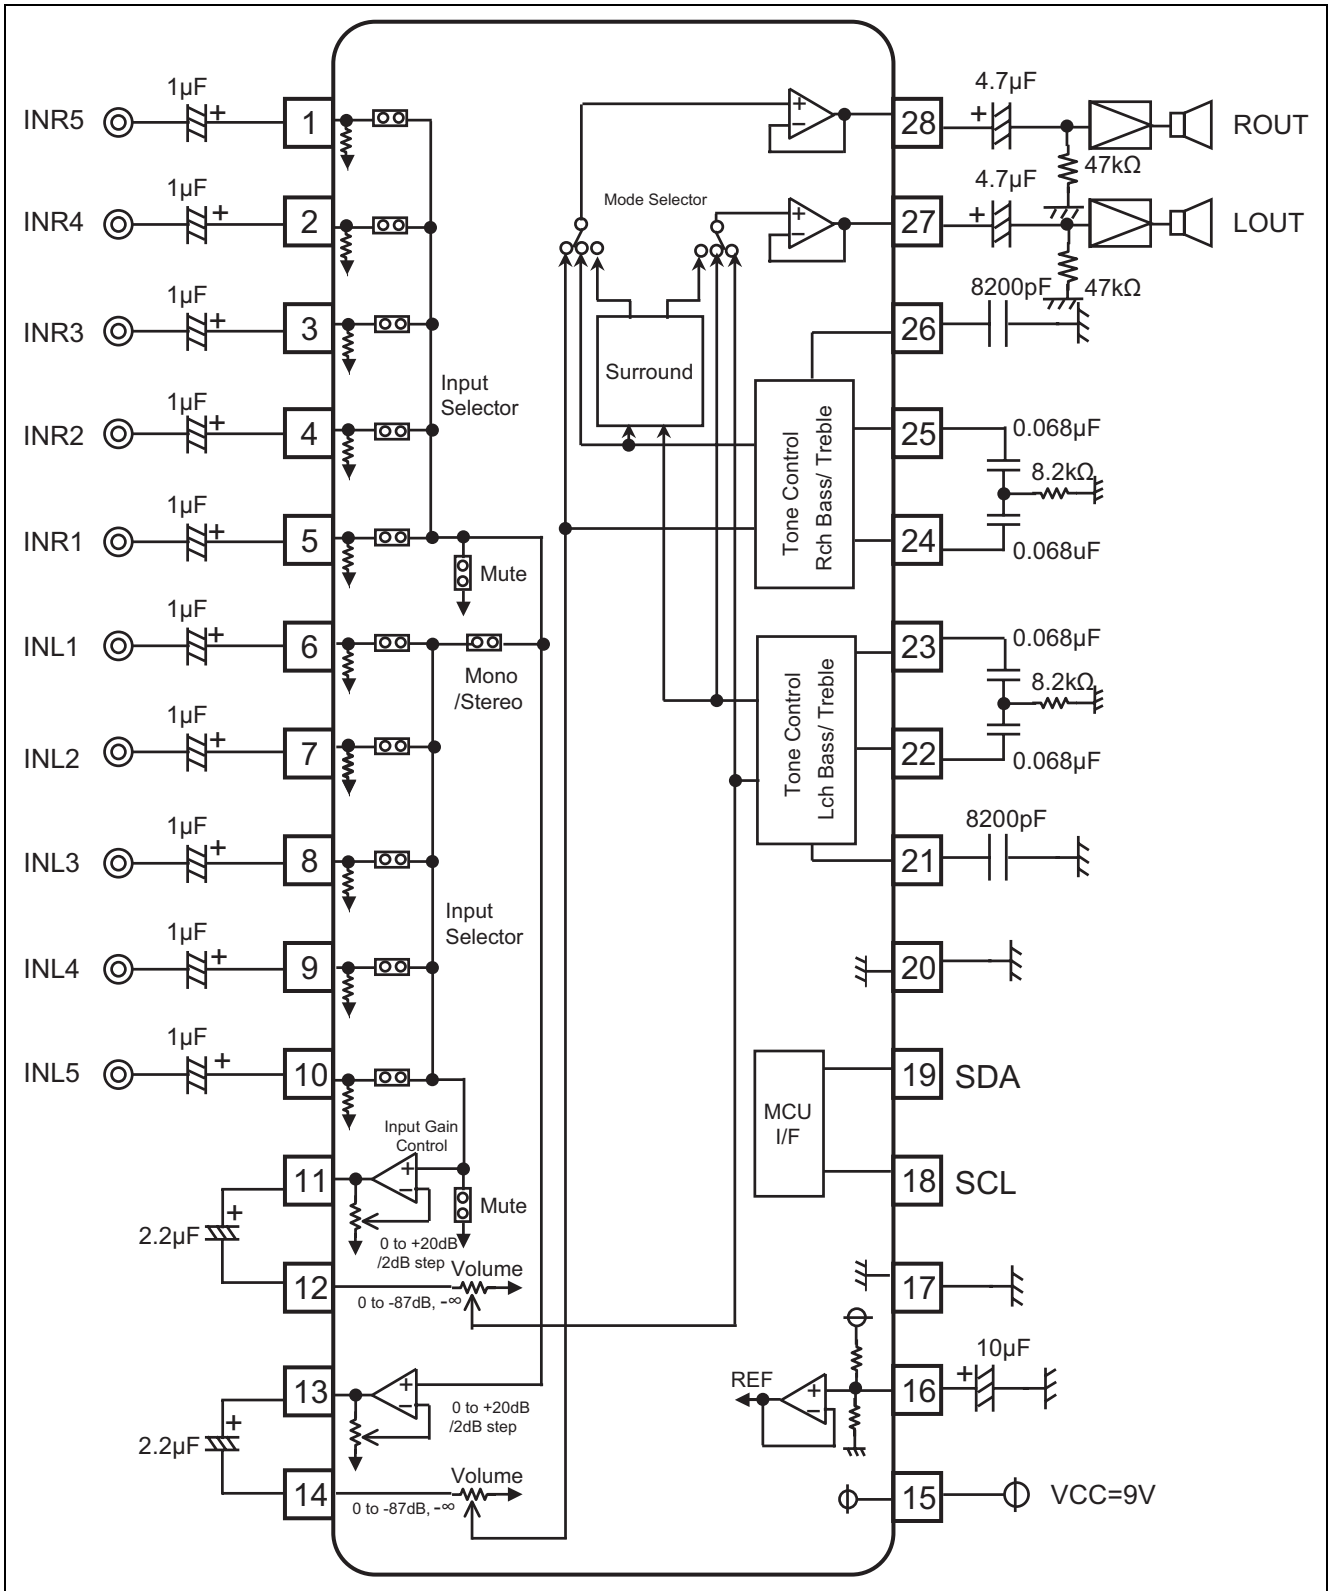 1µF
INR5
1
1µF
INR4
2
1µF
INR3
3
1µF
INR2
4
1µF
INR1
5
1µF
INL1
6
1µF
INL2
7
1µF
INL3
8
1µF
INL4
9
1µF
INL5
10
11
2.2µF
12
13
2.2µF
14
Input
Selector
Mute
Mono
/Stereo
Input
Selector
Input Gain
Control
+
−
Mute
0 to +20dB
/2dB step
Volume
0 to -87dB, -∞
+
−
0 to +20dB
/2dB step
Volume
0 to -87dB, -∞
Mode Selector
+
−
+
−
Surround
Tone Control
Rch Bass/ Treble
Tone Control
Lch Bass/ Treble
MCU
I/F
REF
+
−
28
4.7µF
+
47kΩ
ROUT
27
4.7µF
+
47kΩ
LOUT
26
8200pF
25
0.068µF
8.2kΩ
24
0.068uF
23
0.068µF
8.2kΩ
22
0.068µF
21
8200pF
20
19
SDA
18
SCL
17
16
+
10µF
15
VCC=9V